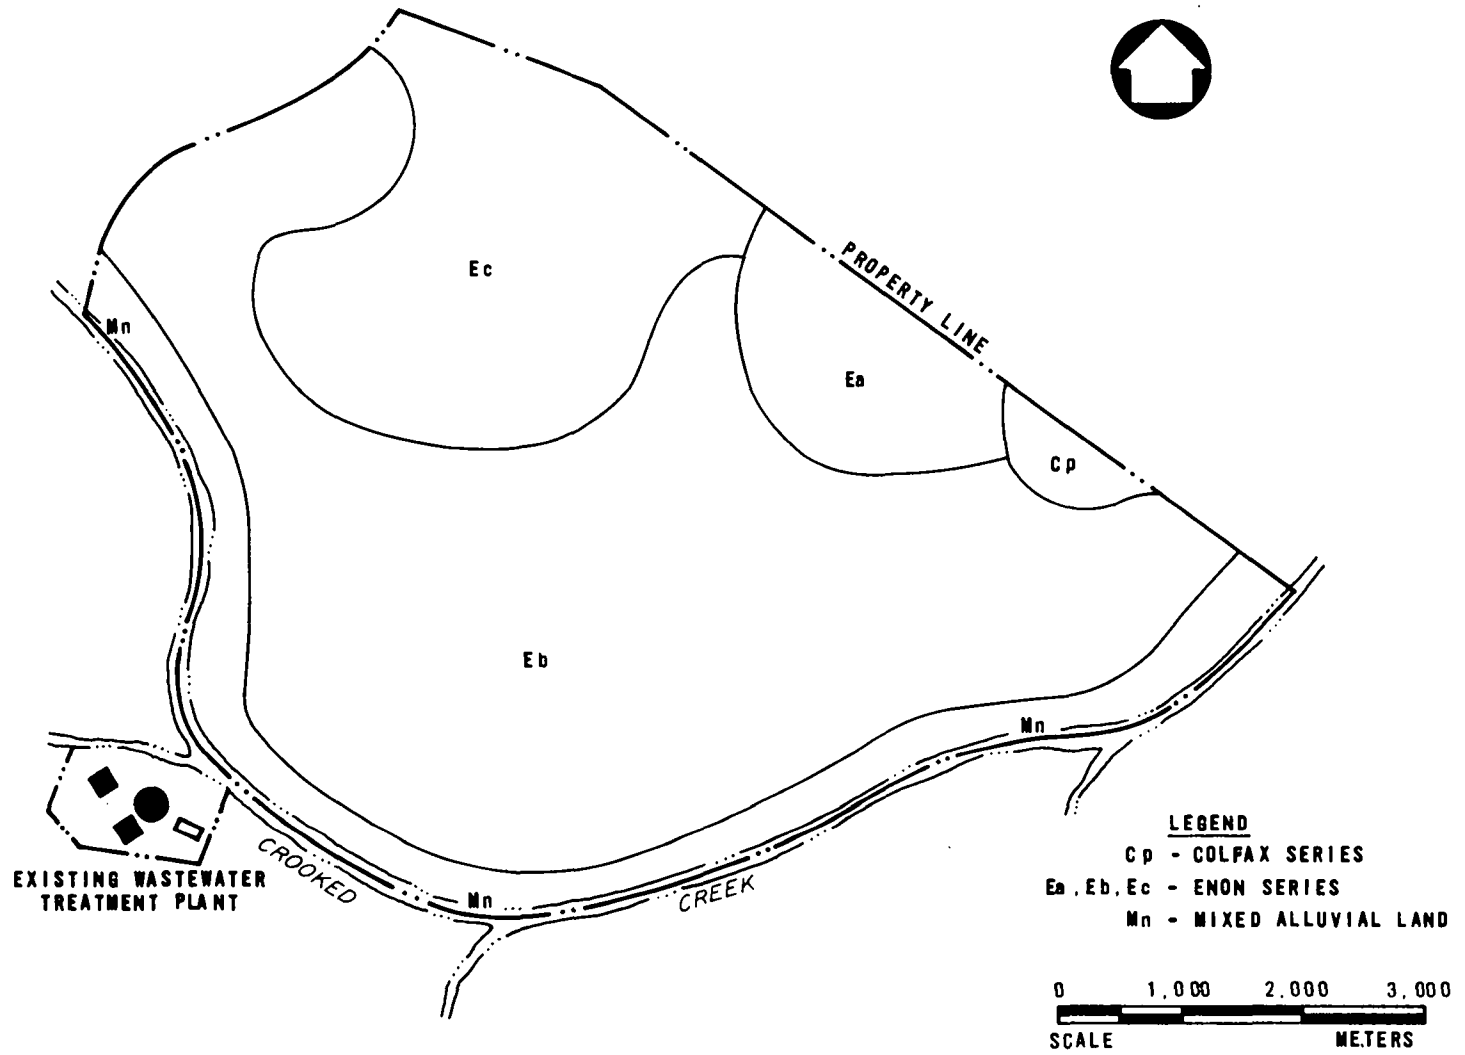 Ec
PROPERTY LINE
Mn
Ea
Cp
Eb
Mn
EXISTING WASTEWATER
TREATMENT PLANT
CROOKED CREEK
Mn
LEGEND
Cp - COLFAX SERIES
Ea, Eb, Ec - ENON SERIES
Mn - MIXED ALLUVIAL LAND
0 1,000 2,000 3,000
SCALE METERS